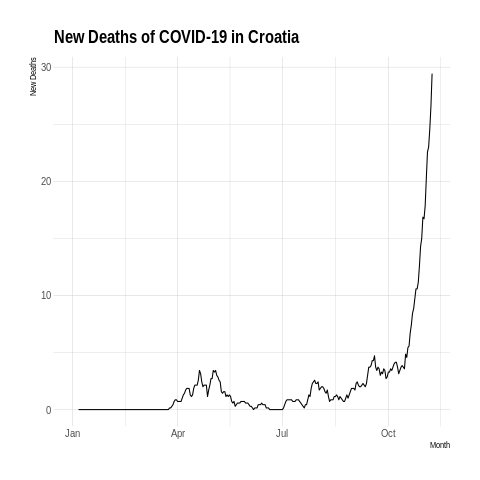 New Deaths of COVID-19 in Croatia
New Deaths
30
20
10
0
Jan Apr Jul Oct
Month